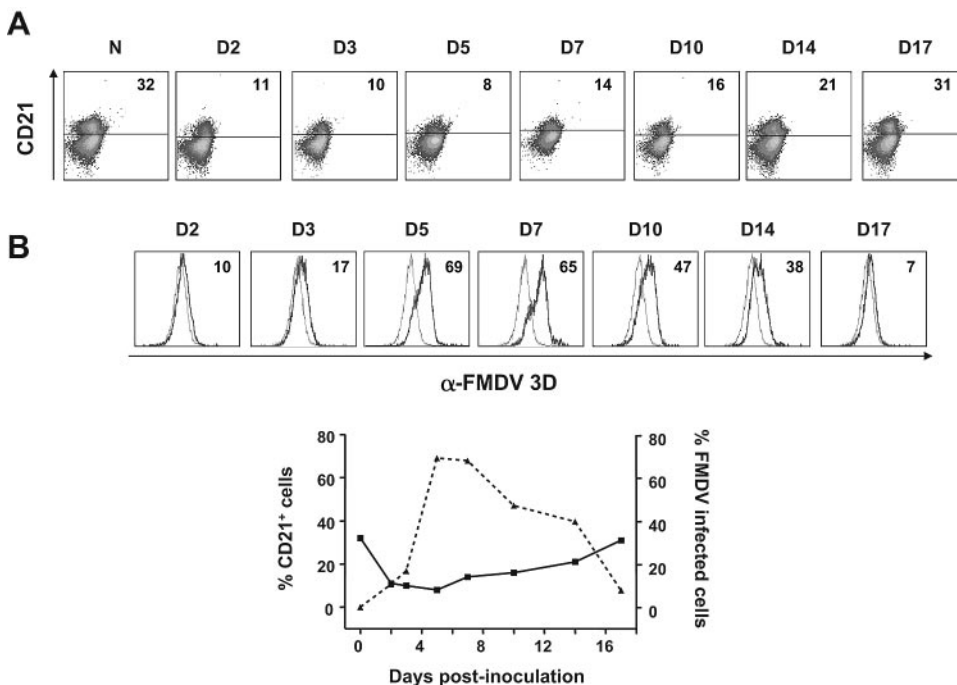 A
N D2 D3 D5 D7 D10 D14 D17
CD21
32 11 10 8 14 16 21 31
B
D2 D3 D5 D7 D10 D14 D17
10 17 69 65 47 38 7
α-FMDV 3D
% CD21⁺ cells
80
60
40
20
0
% FMDV infected cells
80
60
40
20
0
0 4 8 12 16
Days post-inoculation